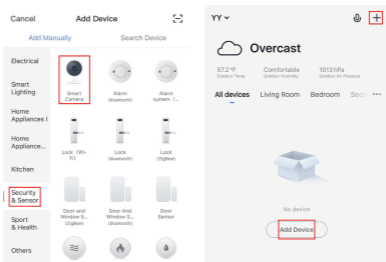 Cancel Add Device
Add Manually Search Device
Electrical
Smart
Lighting
Home
Appliances I
Home
Appliance...
Kitchen
Security
& Sensor
Sport
& Health
Others
Smart
Camera
Alarm
(Bluetooth)
Alarm
system (...
Lock (Wi-
Fi)
Lock
(Bluetooth)
Lock
(ZigBee)
Door and
Window S...
(ZigBee)
Door And
Window S...
(Bluetooth)
Door
Sensor
YY
Overcast
57.2 °F Comfortable 1013 hPa
Outdoor Temp Outdoor Humidity Outdoor Air Pressure
All devices Living Room Bedroom Seco ...
No device
Add Device